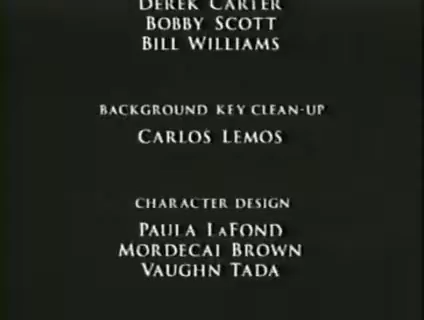 DEREK CARTER
BOBBY SCOTT
BILL WILLIAMS
BACKGROUND KEY CLEAN-UP
CARLOS LEMOS
CHARACTER DESIGN
PAULA LAFOND
MORDECAI BROWN
VAUGHN TADA